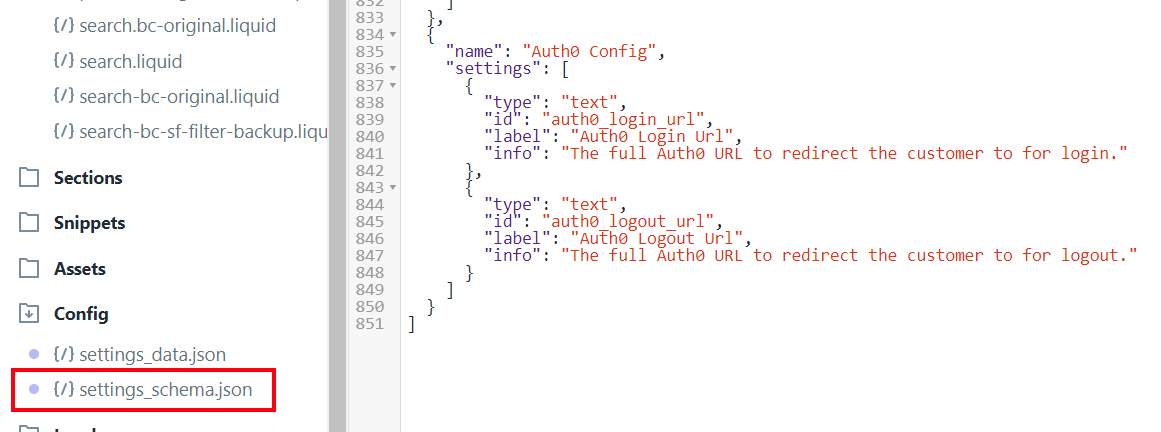 {/} search.bc-original.liquid
{/} search.liquid
{/} search-bc-original.liquid
{/} search-bc-sf-filter-backup.liqu
Sections
Snippets
Assets
Config
{/} settings_data.json
{/} settings_schema.json
832 ]
833 },
834 {
835 "name": "Auth0 Config",
836 "settings": [
837 {
838 "type": "text",
839 "id": "auth0_login_url",
840 "label": "Auth0 Login Url",
841 "info": "The full Auth0 URL to redirect the customer to for login."
842 },
843 {
844 "type": "text",
845 "id": "auth0_logout_url",
846 "label": "Auth0 Logout Url",
847 "info": "The full Auth0 URL to redirect the customer to for logout."
848 }
849 ]
850 }
851 ]